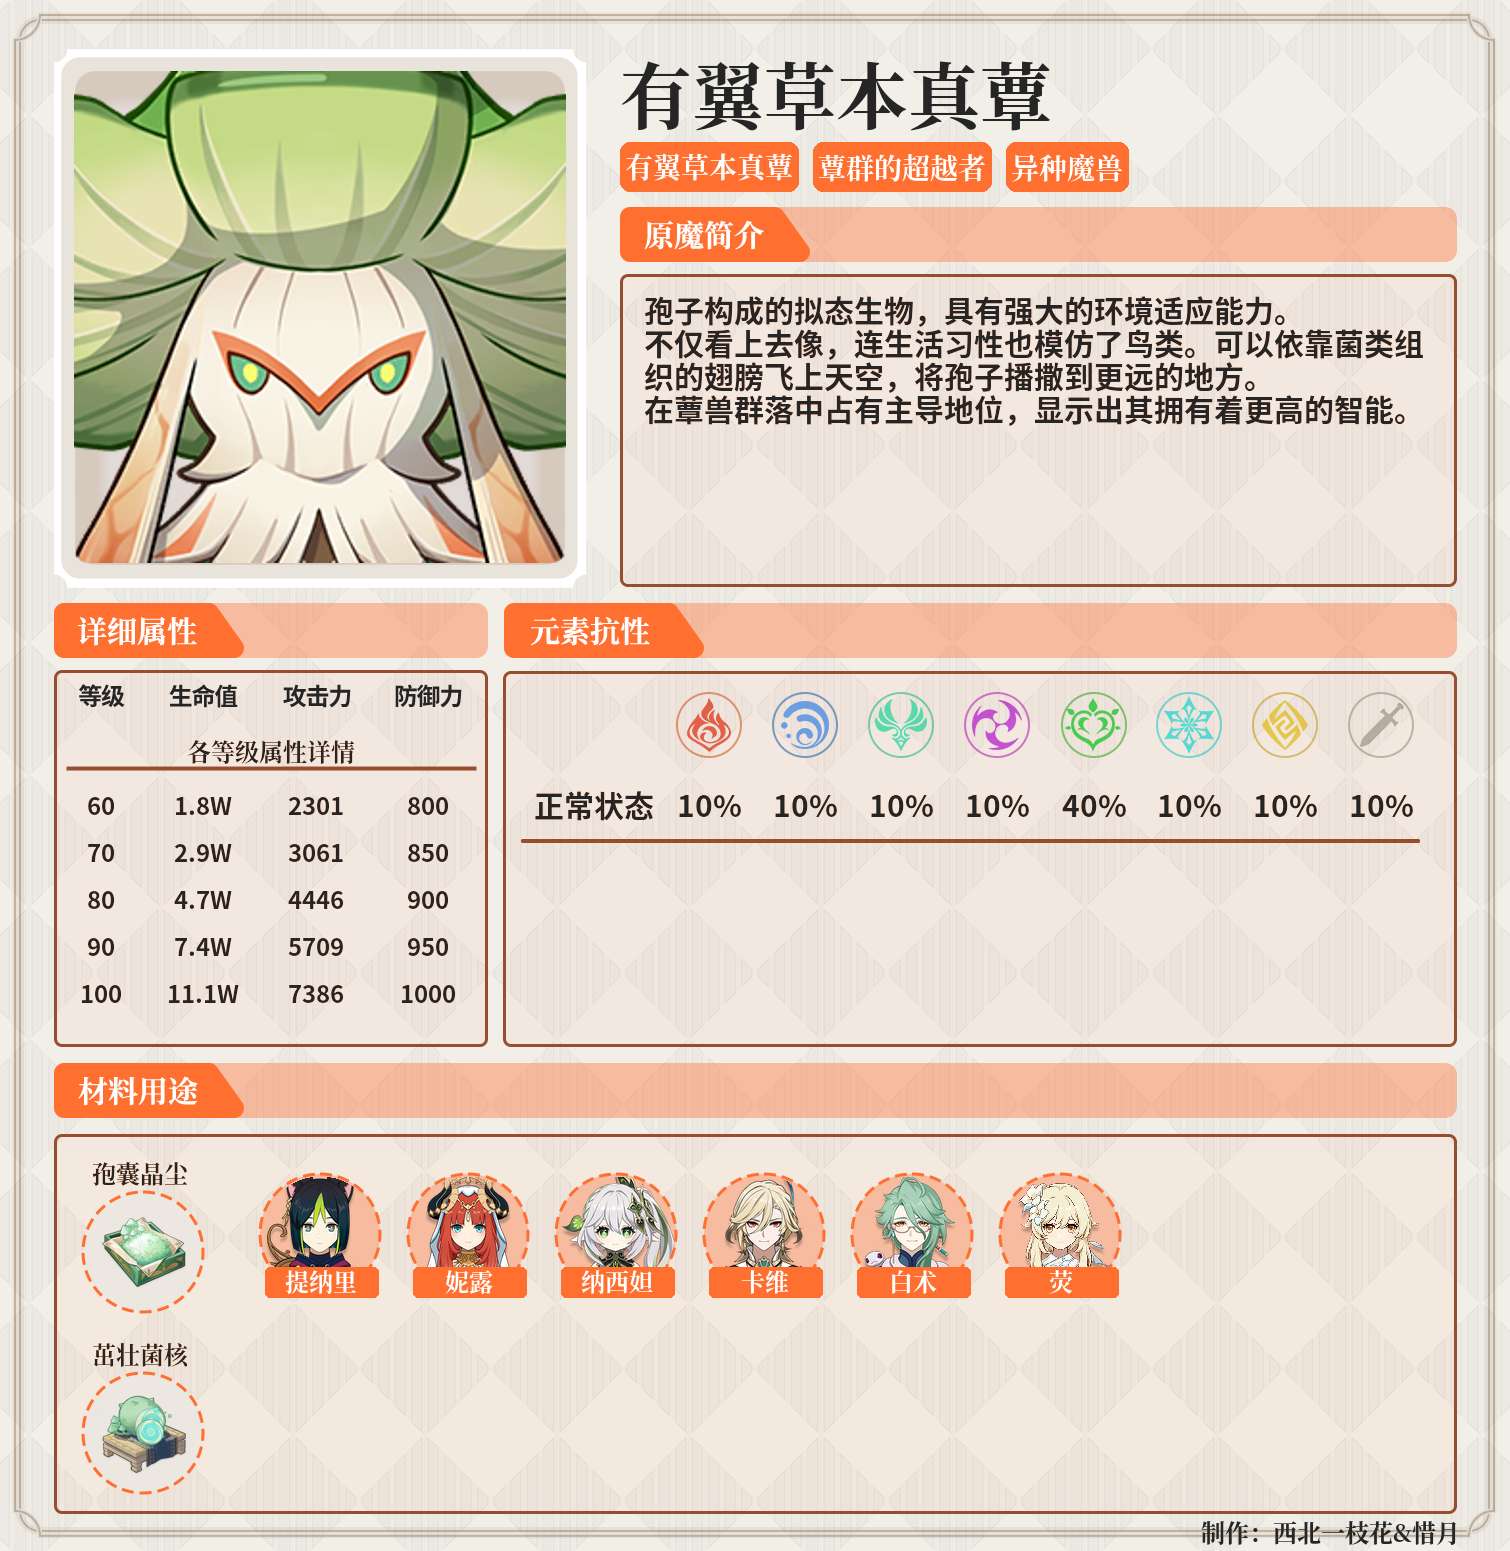 有翼草本真蕈
有翼草本真蕈 蕈群的超越者 异种魔兽
原魔简介
孢子构成的拟态生物，具有强大的环境适应能力。
不仅看上去像，连生活习性也模仿了鸟类。可以依靠菌类组
织的翅膀飞上天空，将孢子播撒到更远的地方。
在蕈兽群落中占有主导地位，显示出其拥有着更高的智能。
详细属性
等级 生命值 攻击力 防御力
各等级属性详情
60 1.8W 2301 800
70 2.9W 3061 850
80 4.7W 4446 900
90 7.4W 5709 950
100 11.1W 7386 1000
元素抗性
正常状态 10% 10% 10% 10% 40% 10% 10% 10%
材料用途
孢囊晶尘
提纳里 妮露 纳西妲 卡维 白术 荧
茁壮菌核
制作：西北一枝花&惜月